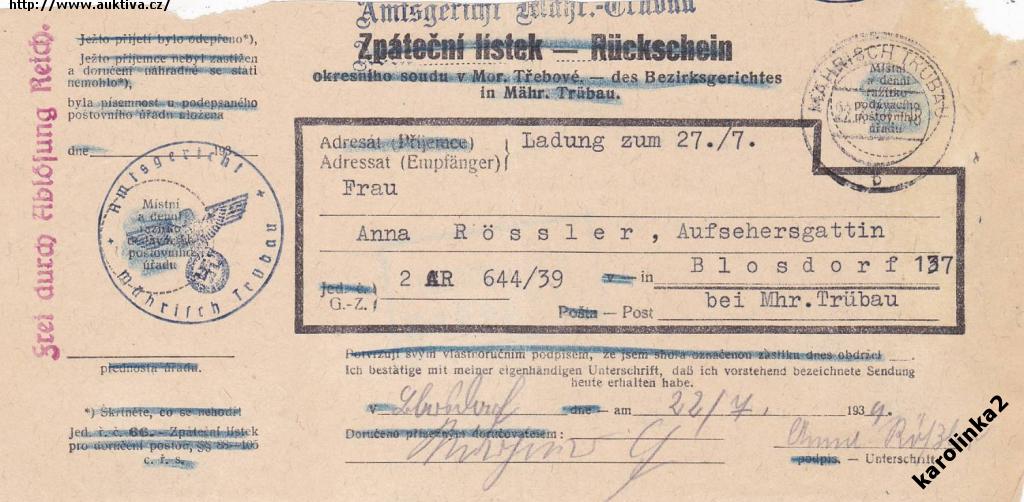 http://www.auktiva.cz/
Amtsgericht Mähr.-Trübau
Zpáteční lístek — Rückschein
okresního soudu v Mor. Třebové. — des Bezirksgerichtes
in Mähr. Trübau.
Frei durch Ablösung Reich.
Ježto přijetí bylo odepřeno*),
Ježto příjemce nebyl zastižen
a doručení náhradně se státi
nemohlo*),
byla písemnost u podepsaného
poštovního úřadu uložena
dne 193
Amtsgericht
Mährisch Trübau
Místní
a denní
razítko
poštovního
úřadu
přednosta úřadu.
*) Škrtněte, co se nehodí
Jed. ř. č. 66. - Zpáteční lístek
pro doručení poštou, §§ 85-105
c. ř. s.
MÄHRISCH TRÜBAU
Místní
a denní
razítko
podávacího
poštovního
úřadu
b
Adresát (Příjemce)
Adressat (Empfänger)
Ladung zum 27./7.
Frau
Anna Rössler, Aufsehersgattin
Jed. č.
G.-Z.
2 AR 644/39
v — in
Blosdorf 137
Pošta — Post
bei Mhr.Trübau
Potvrzuji svým vlastnoručním podpisem, že jsem shora označenou zásilku dnes obdržel
Ich bestätige mit meiner eigenhändigen Unterschrift, daß ich vorstehend bezeichnete Sendung
heute erhalten habe.
v Blosdorf dne - am 22/7. 1939.
Doručeno přísežným doručovatelem:
Anna Rößler
podpis. — Unterschrift
karolinka2